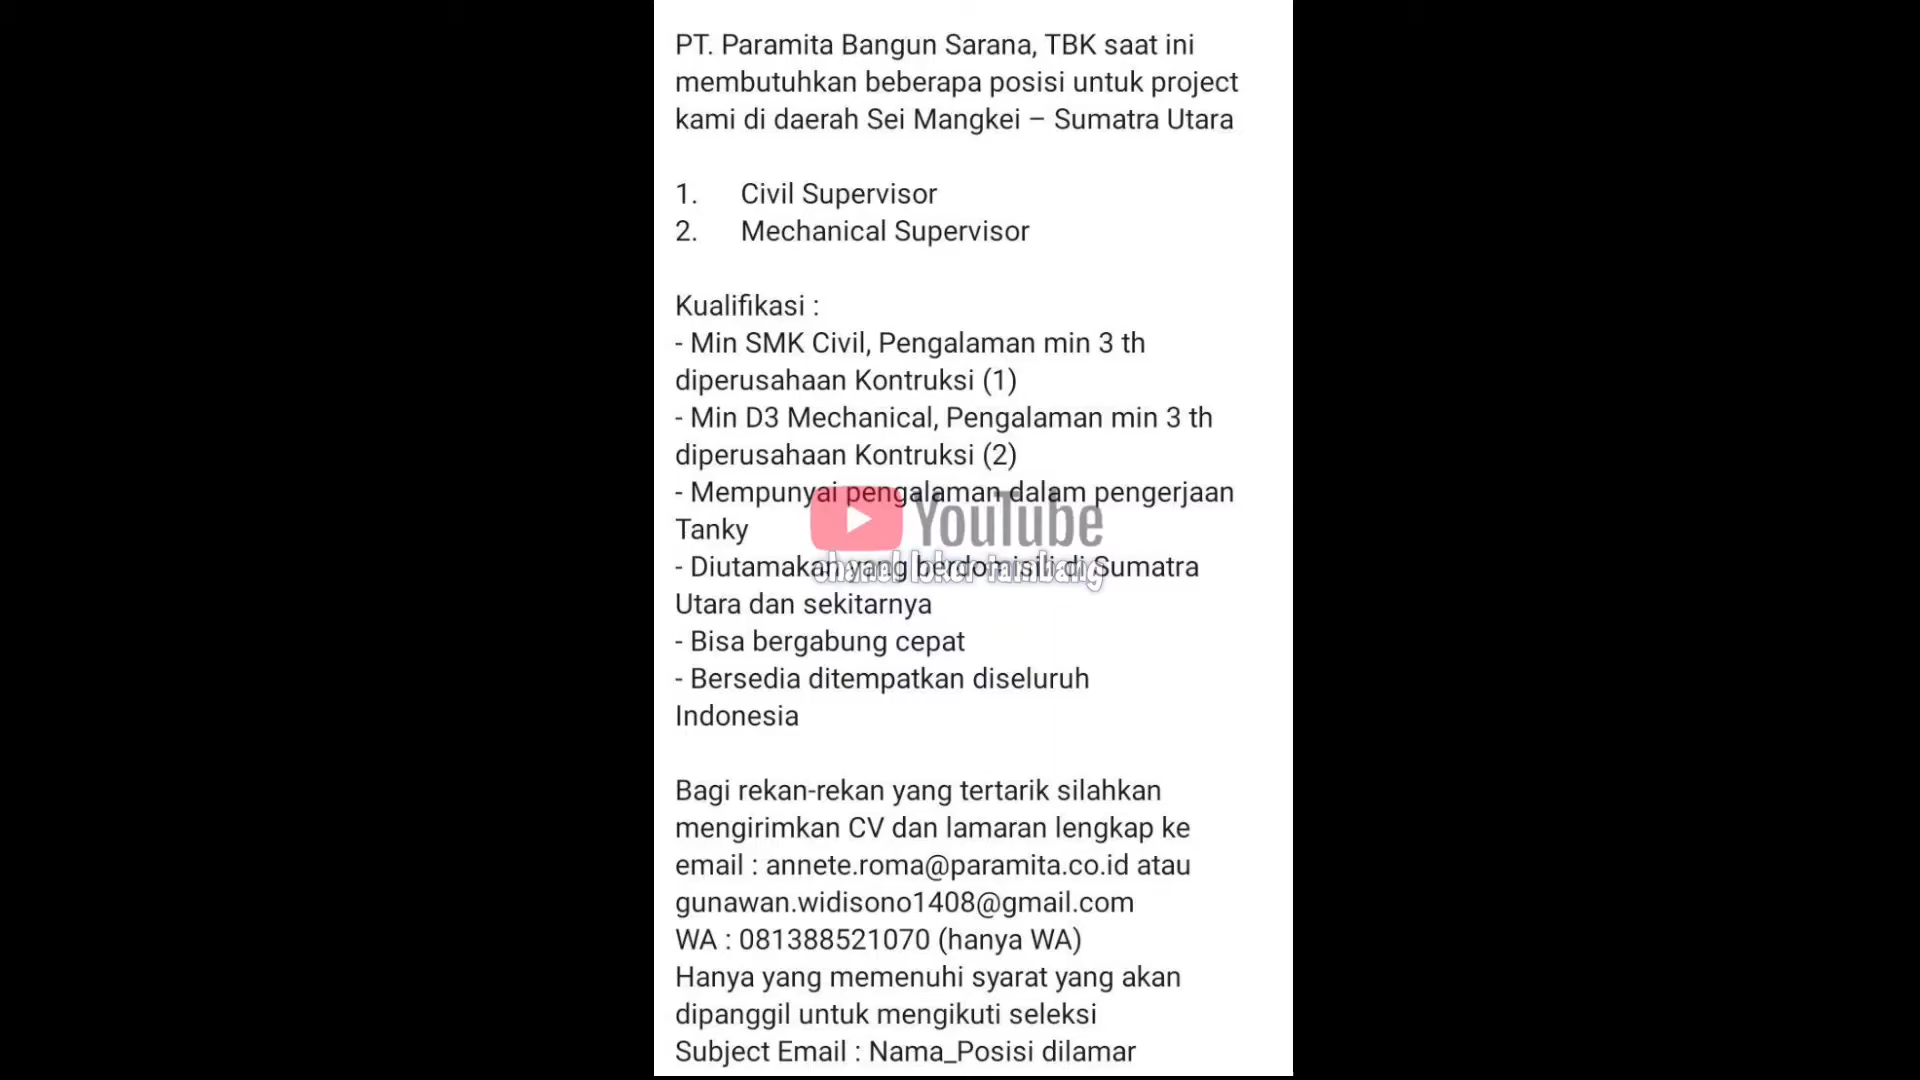 PT. Paramita Bangun Sarana, TBK saat ini
membutuhkan beberapa posisi untuk project
kami di daerah Sei Mangkei – Sumatra Utara
1. Civil Supervisor
2. Mechanical Supervisor
Kualifikasi :
- Min SMK Civil, Pengalaman min 3 th
diperusahaan Kontruksi (1)
- Min D3 Mechanical, Pengalaman min 3 th
diperusahaan Kontruksi (2)
- Mempunyai pengalaman dalam pengerjaan
Tanky
YouTube
chanel loker tambang
- Diutamakan yang berdomisili di Sumatra
Utara dan sekitarnya
- Bisa bergabung cepat
- Bersedia ditempatkan diseluruh
Indonesia
Bagi rekan-rekan yang tertarik silahkan
mengirimkan CV dan lamaran lengkap ke
email : annete.roma@paramita.co.id atau
gunawan.widisono1408@gmail.com
WA : 081388521070 (hanya WA)
Hanya yang memenuhi syarat yang akan
dipanggil untuk mengikuti seleksi
Subject Email : Nama_Posisi dilamar